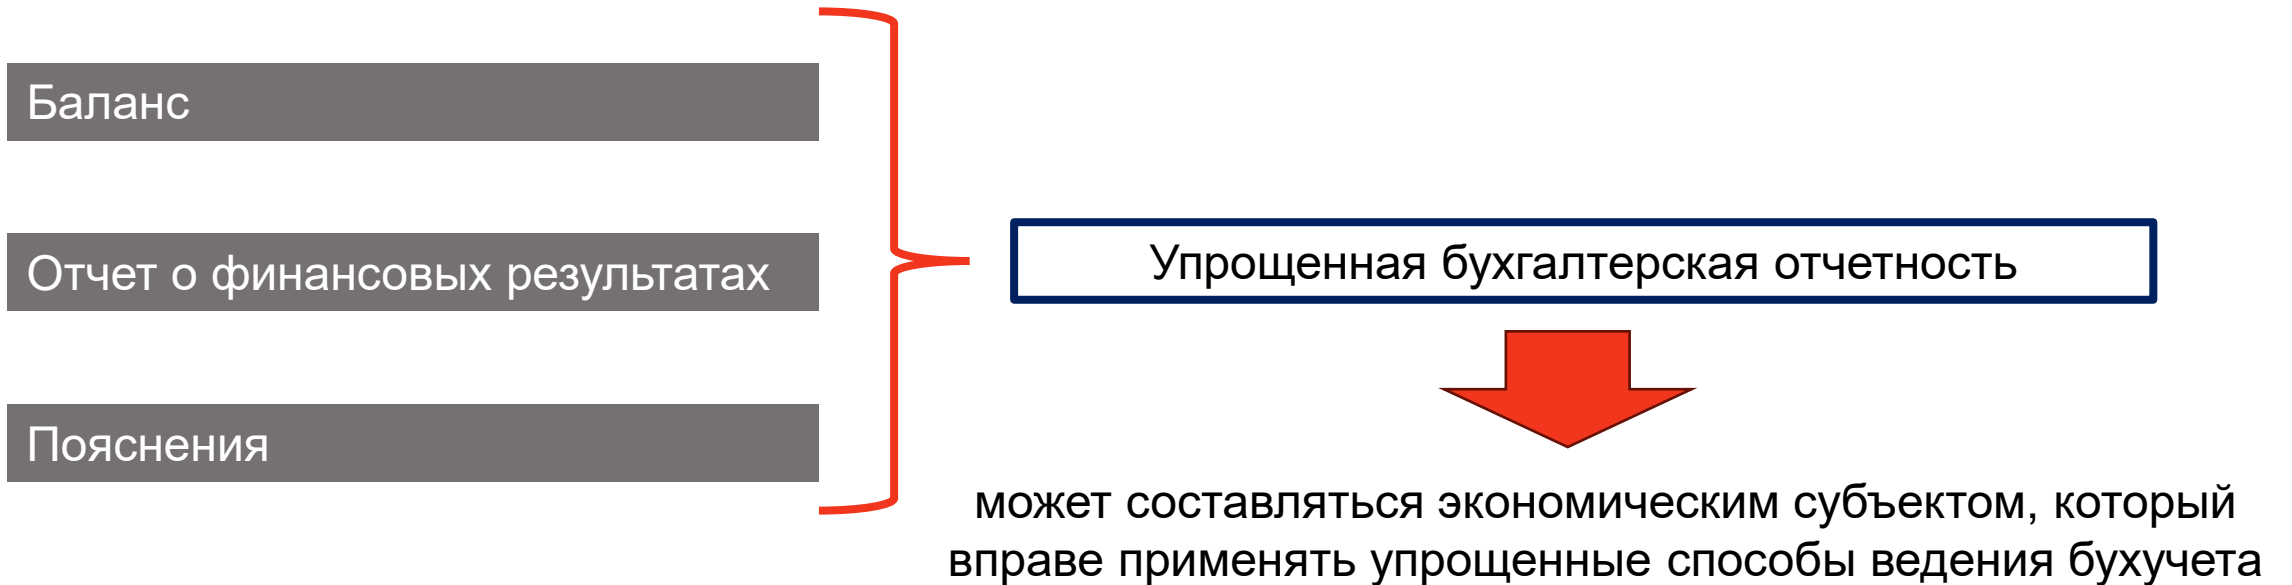 Баланс
Отчет о финансовых результатах
Пояснения
Упрощенная бухгалтерская отчетность
может составляться экономическим субъектом, который
вправе применять упрощенные способы ведения бухучета